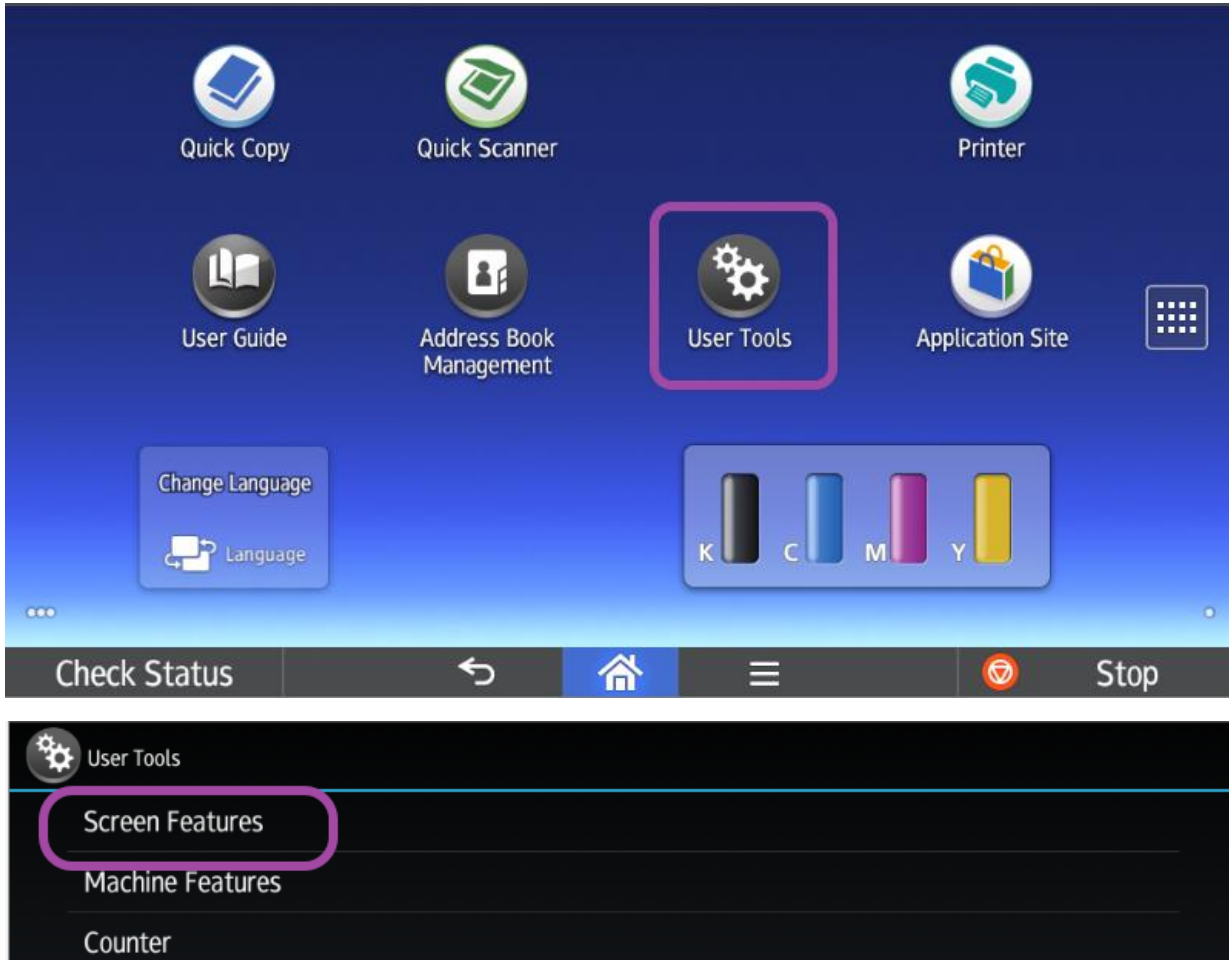 Quick Copy
Quick Scanner
Printer
User Guide
Address Book
Management
User Tools
Application Site
Change Language
Language
K
C
M
Y
Check Status
Stop
User Tools
Screen Features
Machine Features
Counter